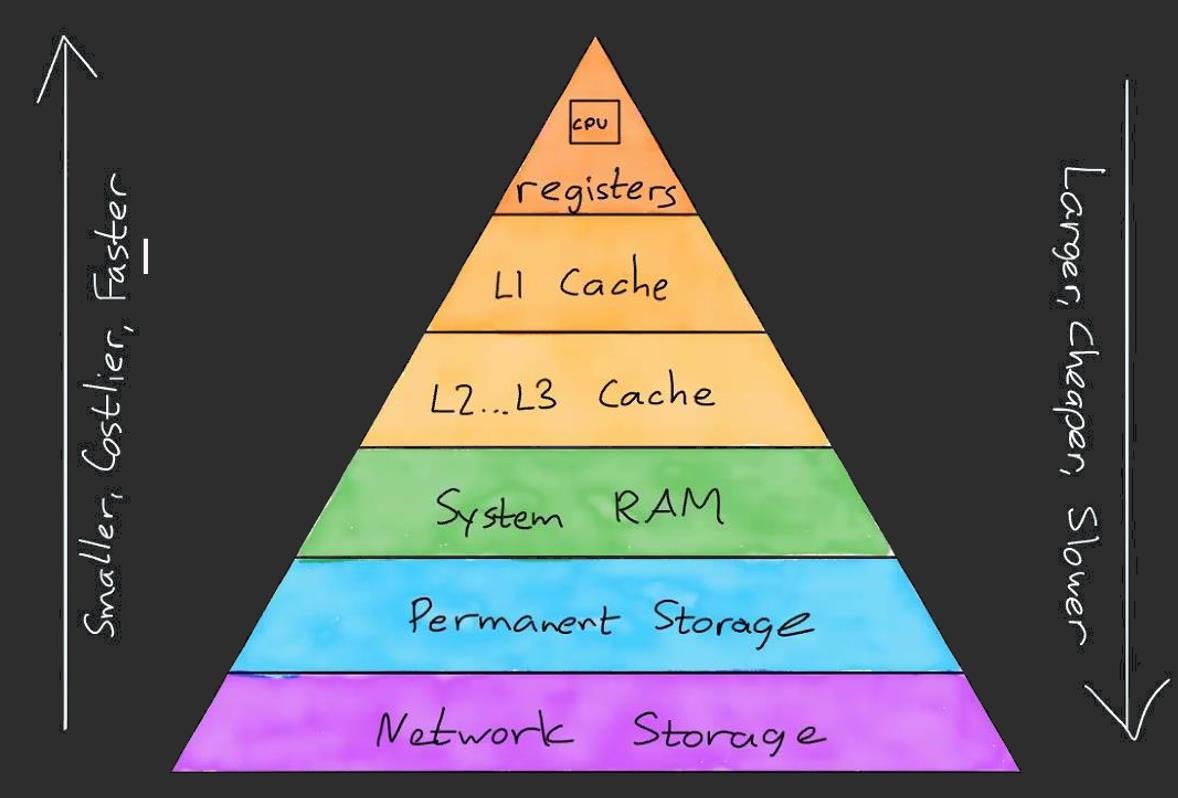 CPU
registers
L1 Cache
L2...L3 Cache
System RAM
Permanent Storage
Network Storage
Smaller, Costlier, Faster
Larger, Cheaper, Slower